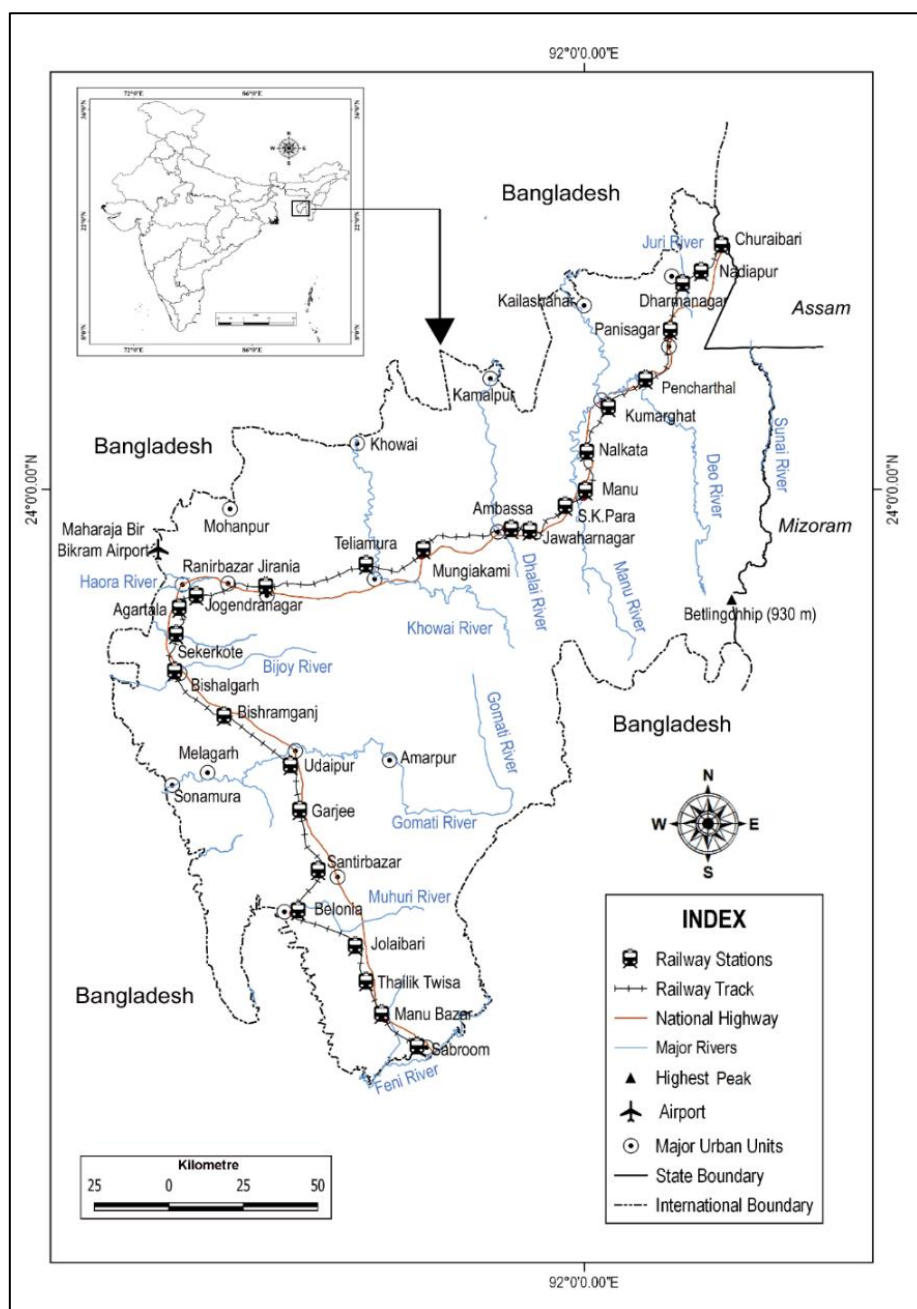 92°0'0.00"E
Bangladesh
Juri River
Churaibari
Nadiapur
Dharmanagar
Kailashahar
Assam
Panisagar
Pencharthal
Kamalpur
Kumarghat
Bangladesh
Khowai
Nalkata
Sunai River
Deo River
24°0'0.00"N
24°0'0.00"N
Manu
Mohanpur
Ambassa
S.K.Para
Mizoram
Maharaja Bir
Bikram Airport
Teliamura
Jawaharnagar
Ranirbazar Jirania
Mungiakami
Dhalai River
Manu River
Haora River
Agartala
Jogendranagar
Betlingchhip (930 m)
Khowai River
Sekerkote
Bijoy River
Bishalgarh
Gomati River
Bishramganj
Bangladesh
Melagarh
Udaipur
Amarpur
Sonamura
N
W
E
S
Garjee
Gomati River
Santirbazar
Muhuri River
Belonia
Jolaibari
Bangladesh
Thailik Twisa
Manu Bazar
Sabroom
Feni River
INDEX
Railway Stations
Railway Track
National Highway
Major Rivers
Highest Peak
Airport
Major Urban Units
State Boundary
International Boundary
Kilometre
25 0 25 50
92°0'0.00"E